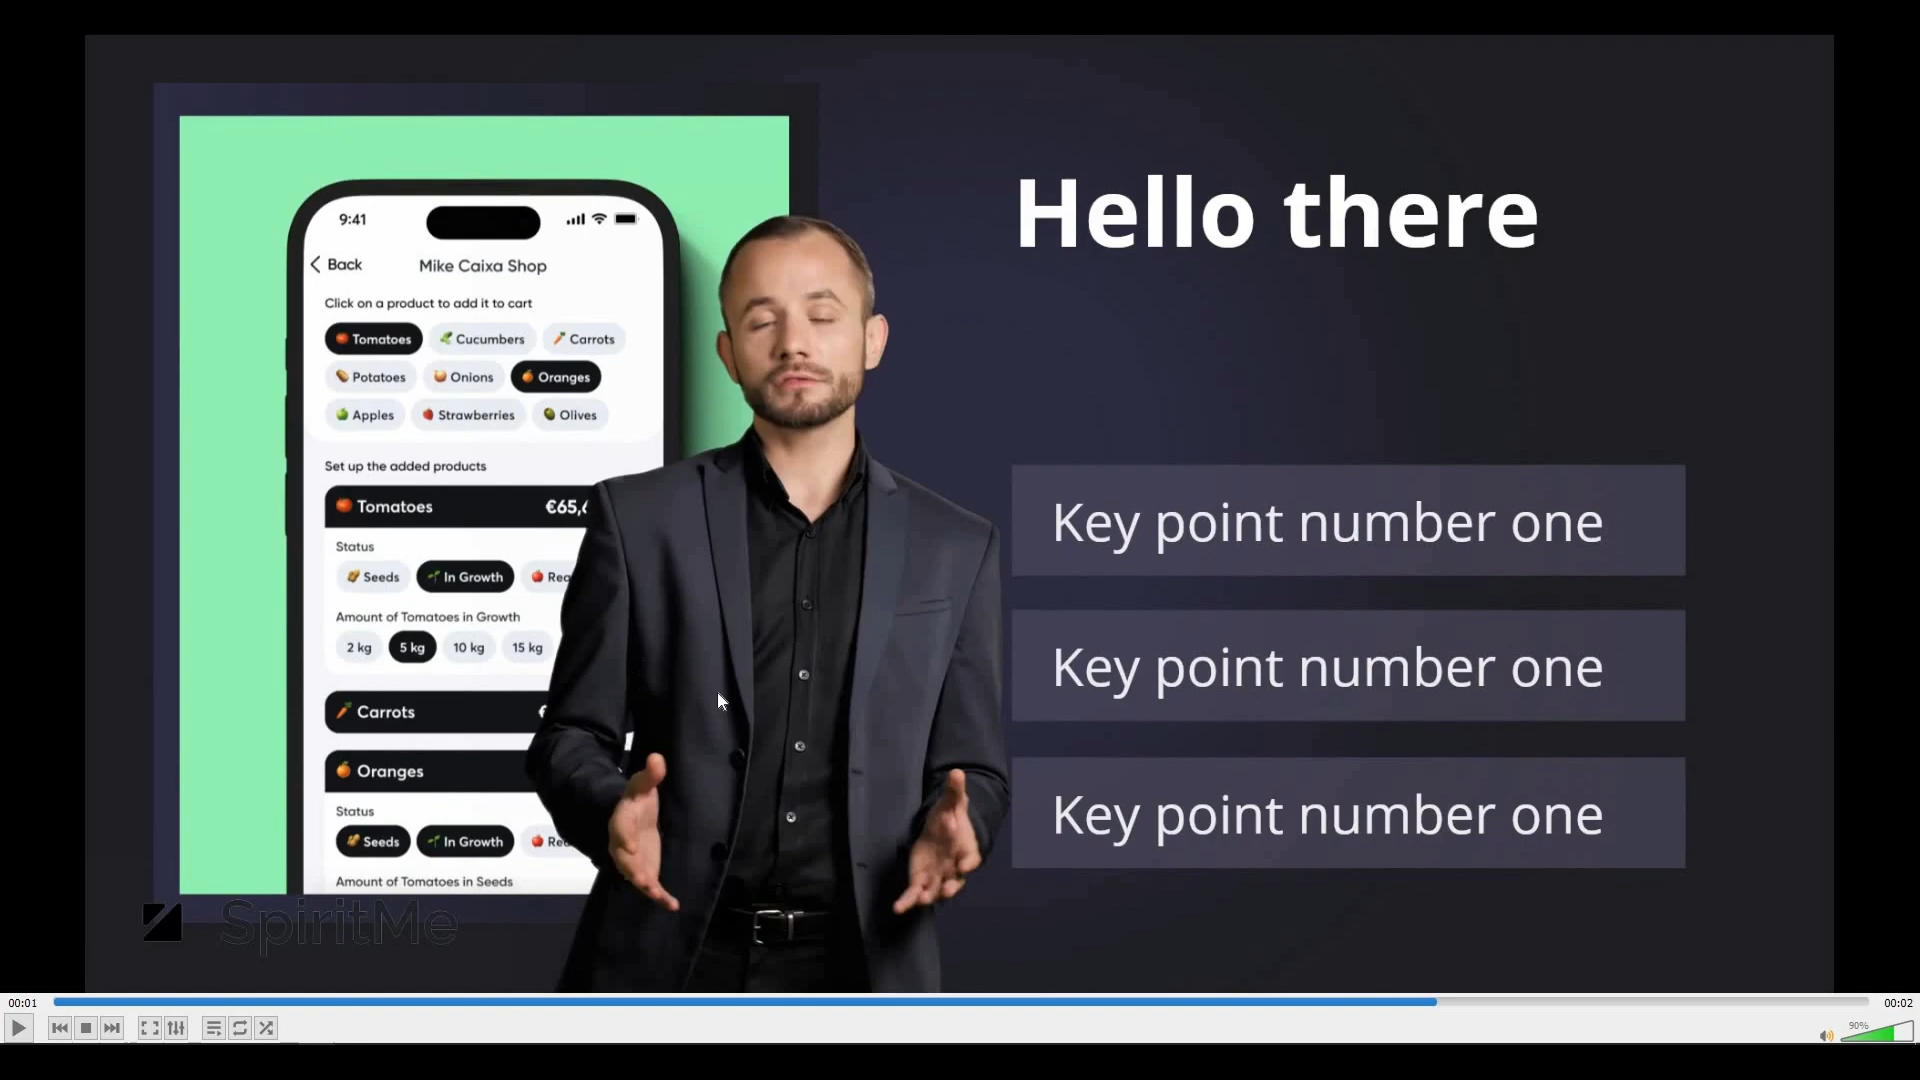 Hello there
9:41
Back
Mike Caixa Shop
Click on a product to add it to cart
Tomatoes
Cucumbers
Carrots
Potatoes
Onions
Oranges
Apples
Strawberries
Olives
Set up the added products
Tomatoes
Status
Seeds
In Growth
Amount of Tomatoes in Growth
2 kg
5 kg
10 kg
15 kg
Carrots
Oranges
Status
Seeds
In Growth
Amount of Tomatoes in Seeds
Key point number one
Key point number one
Key point number one
SpiritMe
00:01
00:02
90%